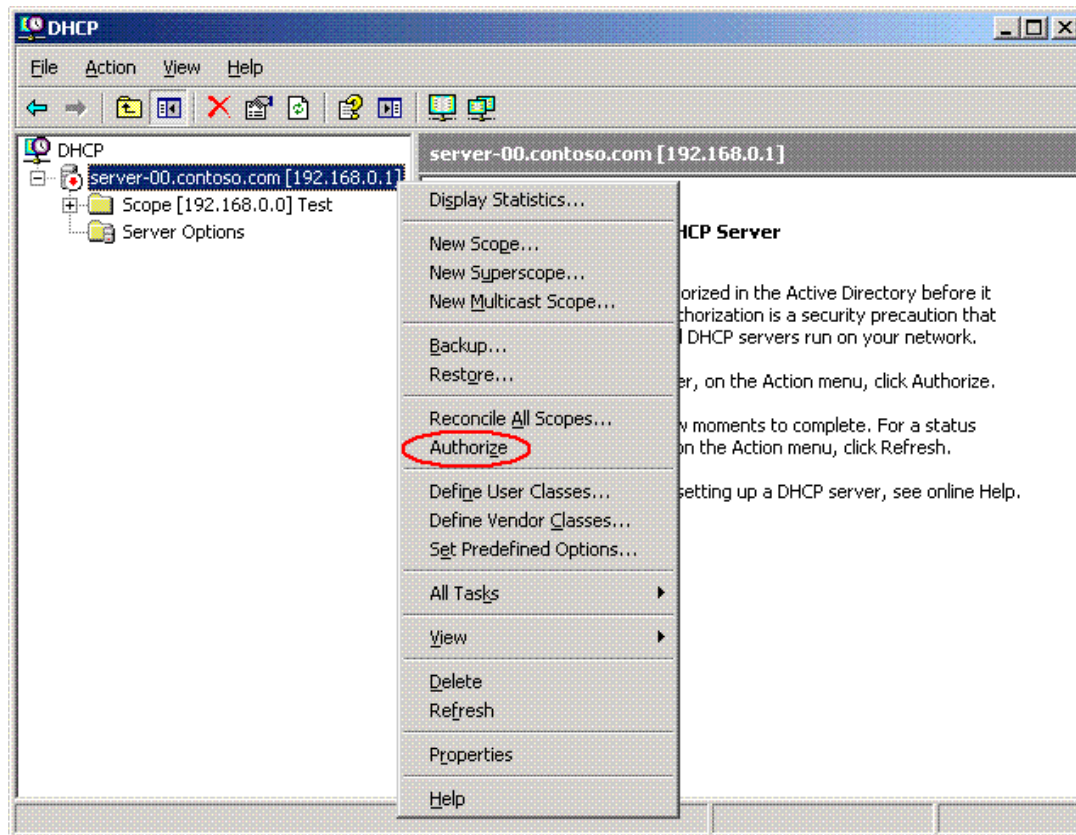 DHCP
File Action View Help
DHCP
server-00.contoso.com [192.168.0.1]
Scope [192.168.0.0] Test
Server Options
server-00.contoso.com [192.168.0.1]
Display Statistics...
New Scope...
New Superscope...
New Multicast Scope...
Backup...
Restore...
Reconcile All Scopes...
Authorize
Define User Classes...
Define Vendor Classes...
Set Predefined Options...
All Tasks
View
Delete
Refresh
Properties
Help
HCP Server
orized in the Active Directory before it
thorization is a security precaution that
DHCP servers run on your network.
er, on the Action menu, click Authorize.
moments to complete. For a status
on the Action menu, click Refresh.
setting up a DHCP server, see online Help.